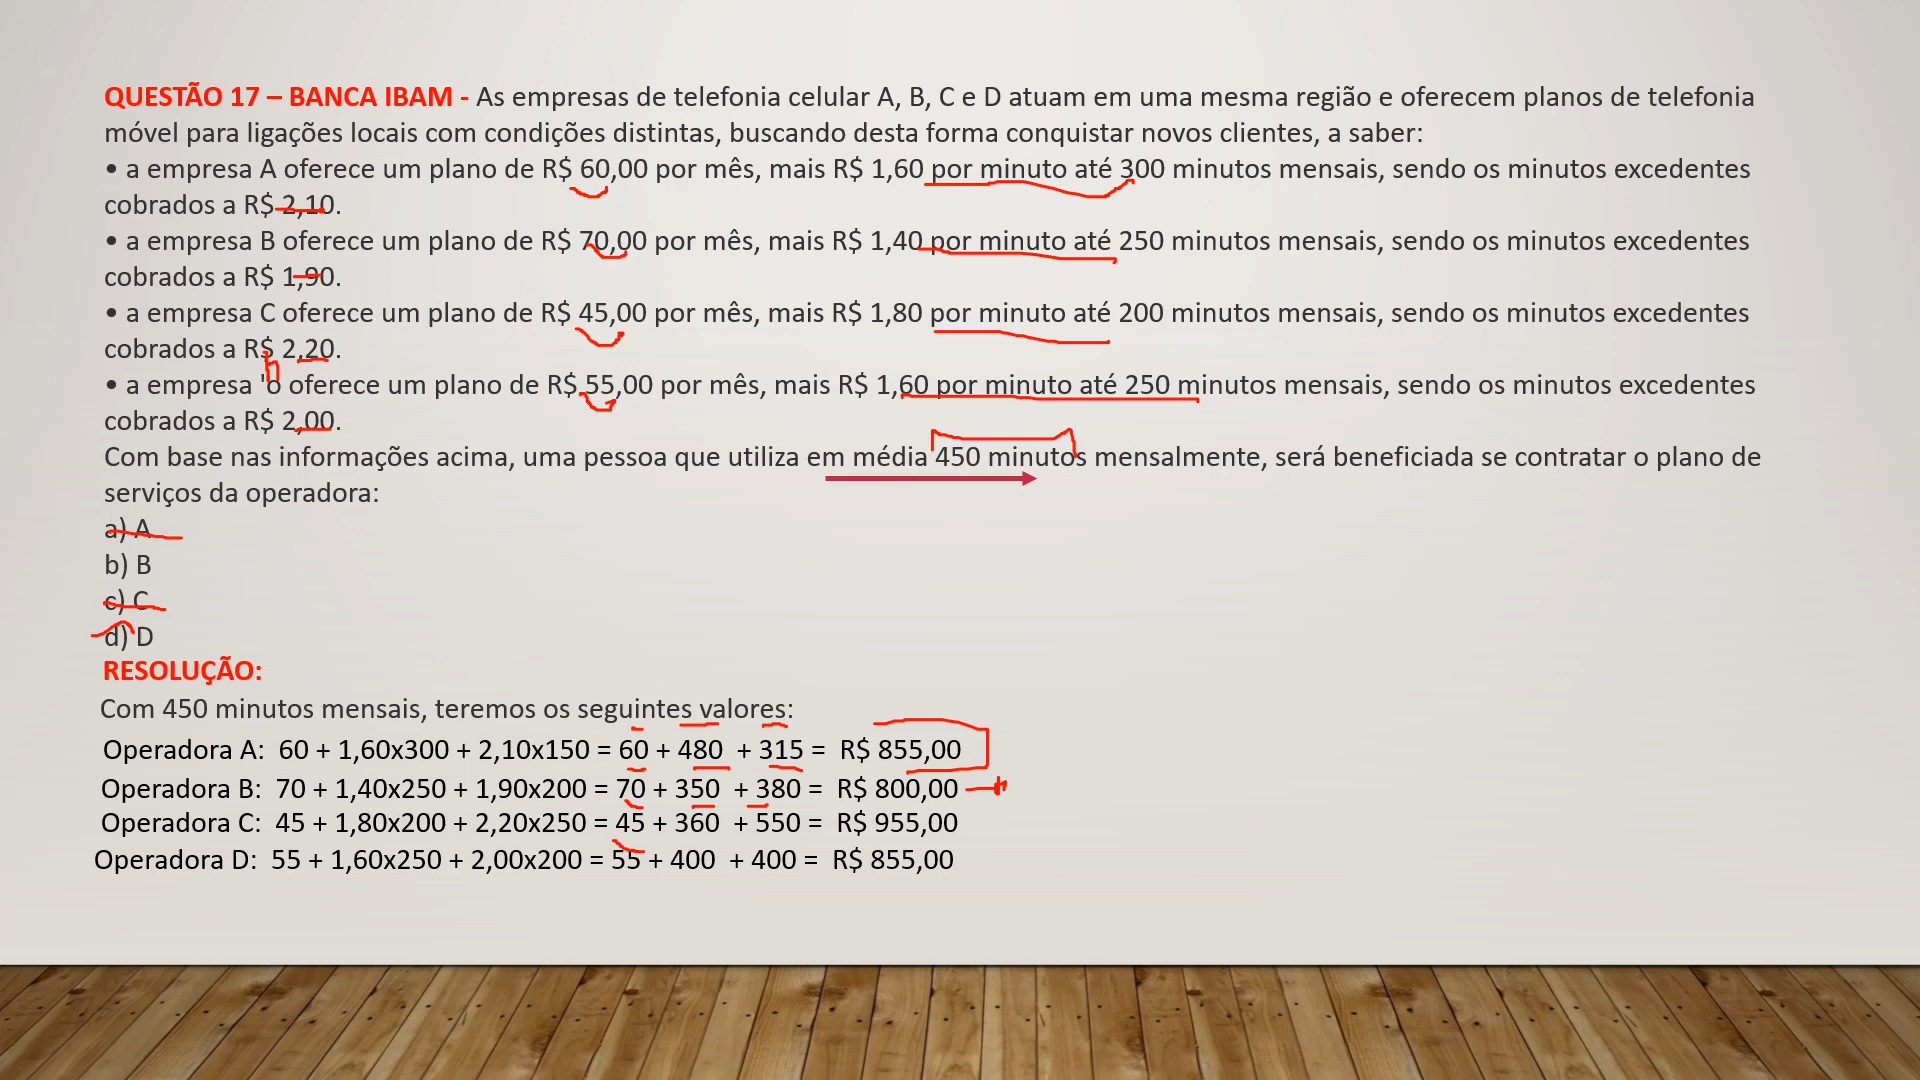 QUESTÃO 17 – BANCA IBAM - As empresas de telefonia celular A, B, C e D atuam em uma mesma região e oferecem planos de telefonia
móvel para ligações locais com condições distintas, buscando desta forma conquistar novos clientes, a saber:
• a empresa A oferece um plano de R$ 60,00 por mês, mais R$ 1,60 por minuto até 300 minutos mensais, sendo os minutos excedentes
cobrados a R$ 2,10.
• a empresa B oferece um plano de R$ 70,00 por mês, mais R$ 1,40 por minuto até 250 minutos mensais, sendo os minutos excedentes
cobrados a R$ 1,90.
• a empresa C oferece um plano de R$ 45,00 por mês, mais R$ 1,80 por minuto até 200 minutos mensais, sendo os minutos excedentes
cobrados a R$ 2,20.
• a empresa 'o oferece um plano de R$ 55,00 por mês, mais R$ 1,60 por minuto até 250 minutos mensais, sendo os minutos excedentes
cobrados a R$ 2,00.
Com base nas informações acima, uma pessoa que utiliza em média 450 minutos mensalmente, será beneficiada se contratar o plano de
serviços da operadora:
a) A
b) B
c) C
d) D
RESOLUÇÃO:
Com 450 minutos mensais, teremos os seguintes valores:
Operadora A: 60 + 1,60x300 + 2,10x150 = 60 + 480 + 315 = R$ 855,00
Operadora B: 70 + 1,40x250 + 1,90x200 = 70 + 350 + 380 = R$ 800,00
Operadora C: 45 + 1,80x200 + 2,20x250 = 45 + 360 + 550 = R$ 955,00
Operadora D: 55 + 1,60x250 + 2,00x200 = 55 + 400 + 400 = R$ 855,00